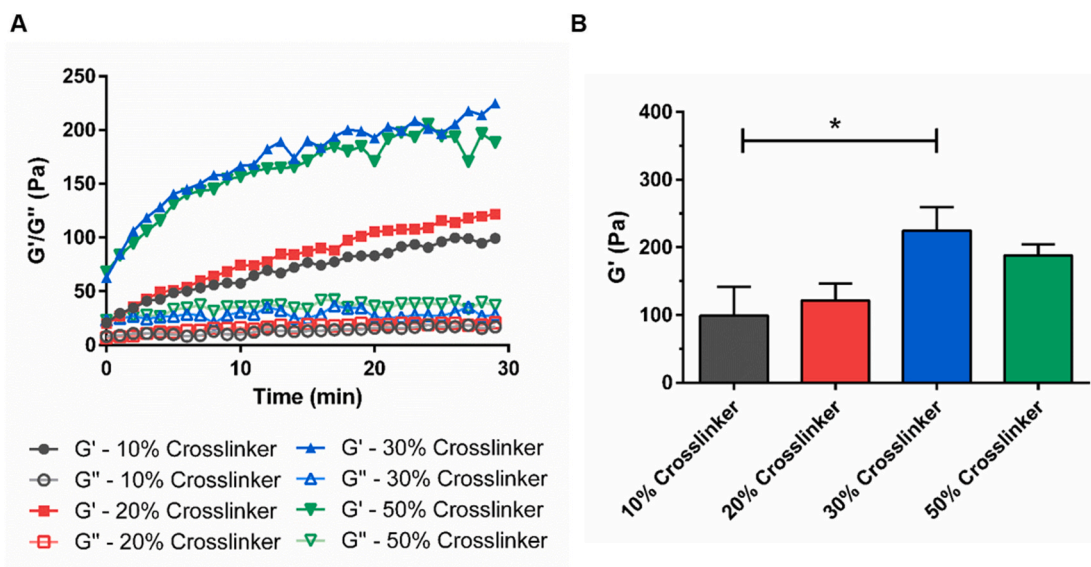 A
B
G'/G'' (Pa)
250
200
150
100
50
0
0 10 20 30
Time (min)
G' - 10% Crosslinker
G'' - 10% Crosslinker
G' - 20% Crosslinker
G'' - 20% Crosslinker
G' - 30% Crosslinker
G'' - 30% Crosslinker
G' - 50% Crosslinker
G'' - 50% Crosslinker
G' (Pa)
400
300
200
100
0
*
10% Crosslinker
20% Crosslinker
30% Crosslinker
50% Crosslinker